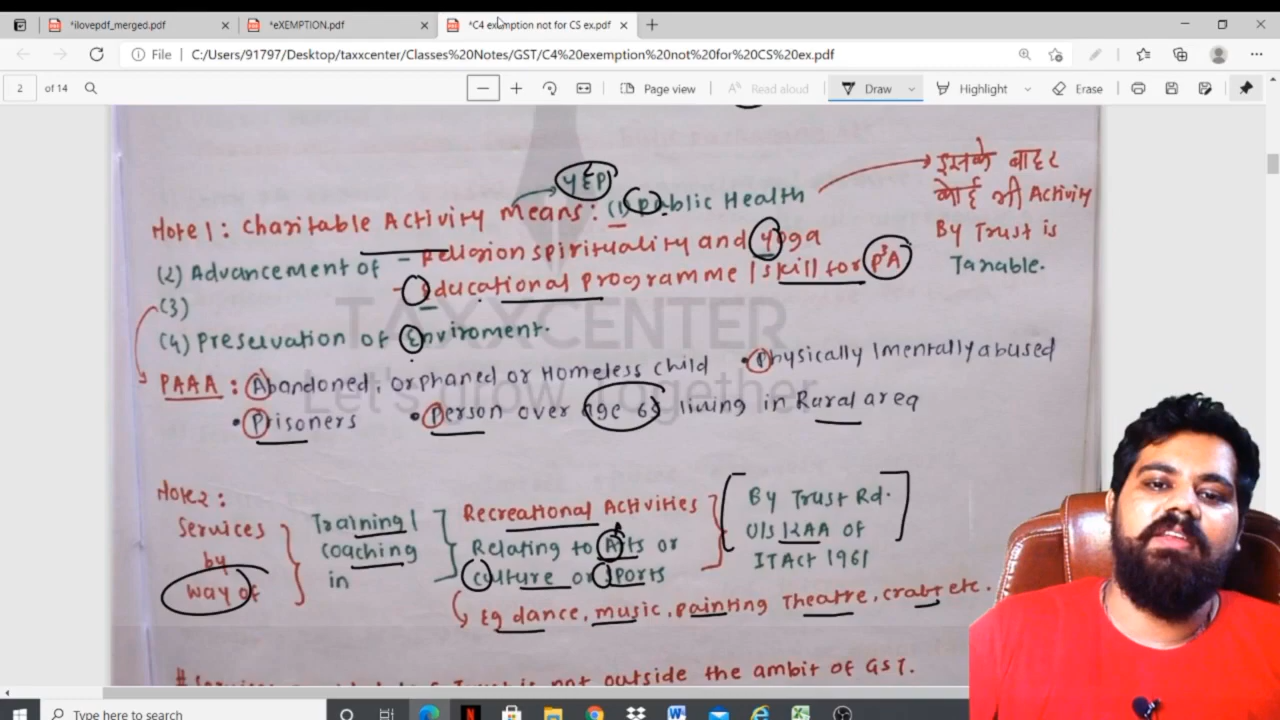 *ilovepdf_merged.pdf
*eXEMPTION.pdf
*C4 exemption not for CS ex.pdf
File
C:/Users/91797/Desktop/taxxcenter/Classes%20Notes/GST/C4%20exemption%20not%20for%20CS%20ex.pdf
2 of 14
Page view
Read aloud
Draw
Highlight
Erase
TAXXCENTER
Let's grow Together
YEP
Note 1: Charitable Activity Means: (1) Public Health
(2) Advancement of - Religion spirituality and Yoga
(3) - Educational programme / skill for P³A
(4) Preservation of Enviroment.
इसके बाहर
कोई भी Activity
By Trust is
Taxable.
PAAA: Abandoned, orphaned or Homeless child • Physically / mentally abused
• Prisoners • Person over Age 65 living in Rural area
Note 2:
Services
by
way of
Training /
coaching
in
Recreational Activities
Relating to Arts or
culture or sports
By Trust Rd.
U/s 12AA of
ITAct 1961
Eg dance, music, painting Theatre, craft etc.
is not outside the ambit of GST.
Type here to search